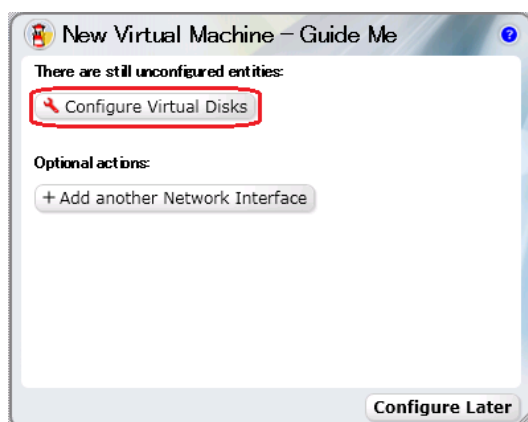 New Virtual Machine – Guide Me
There are still unconfigured entities:
Configure Virtual Disks
Optional actions:
+ Add another Network Interface
Configure Later